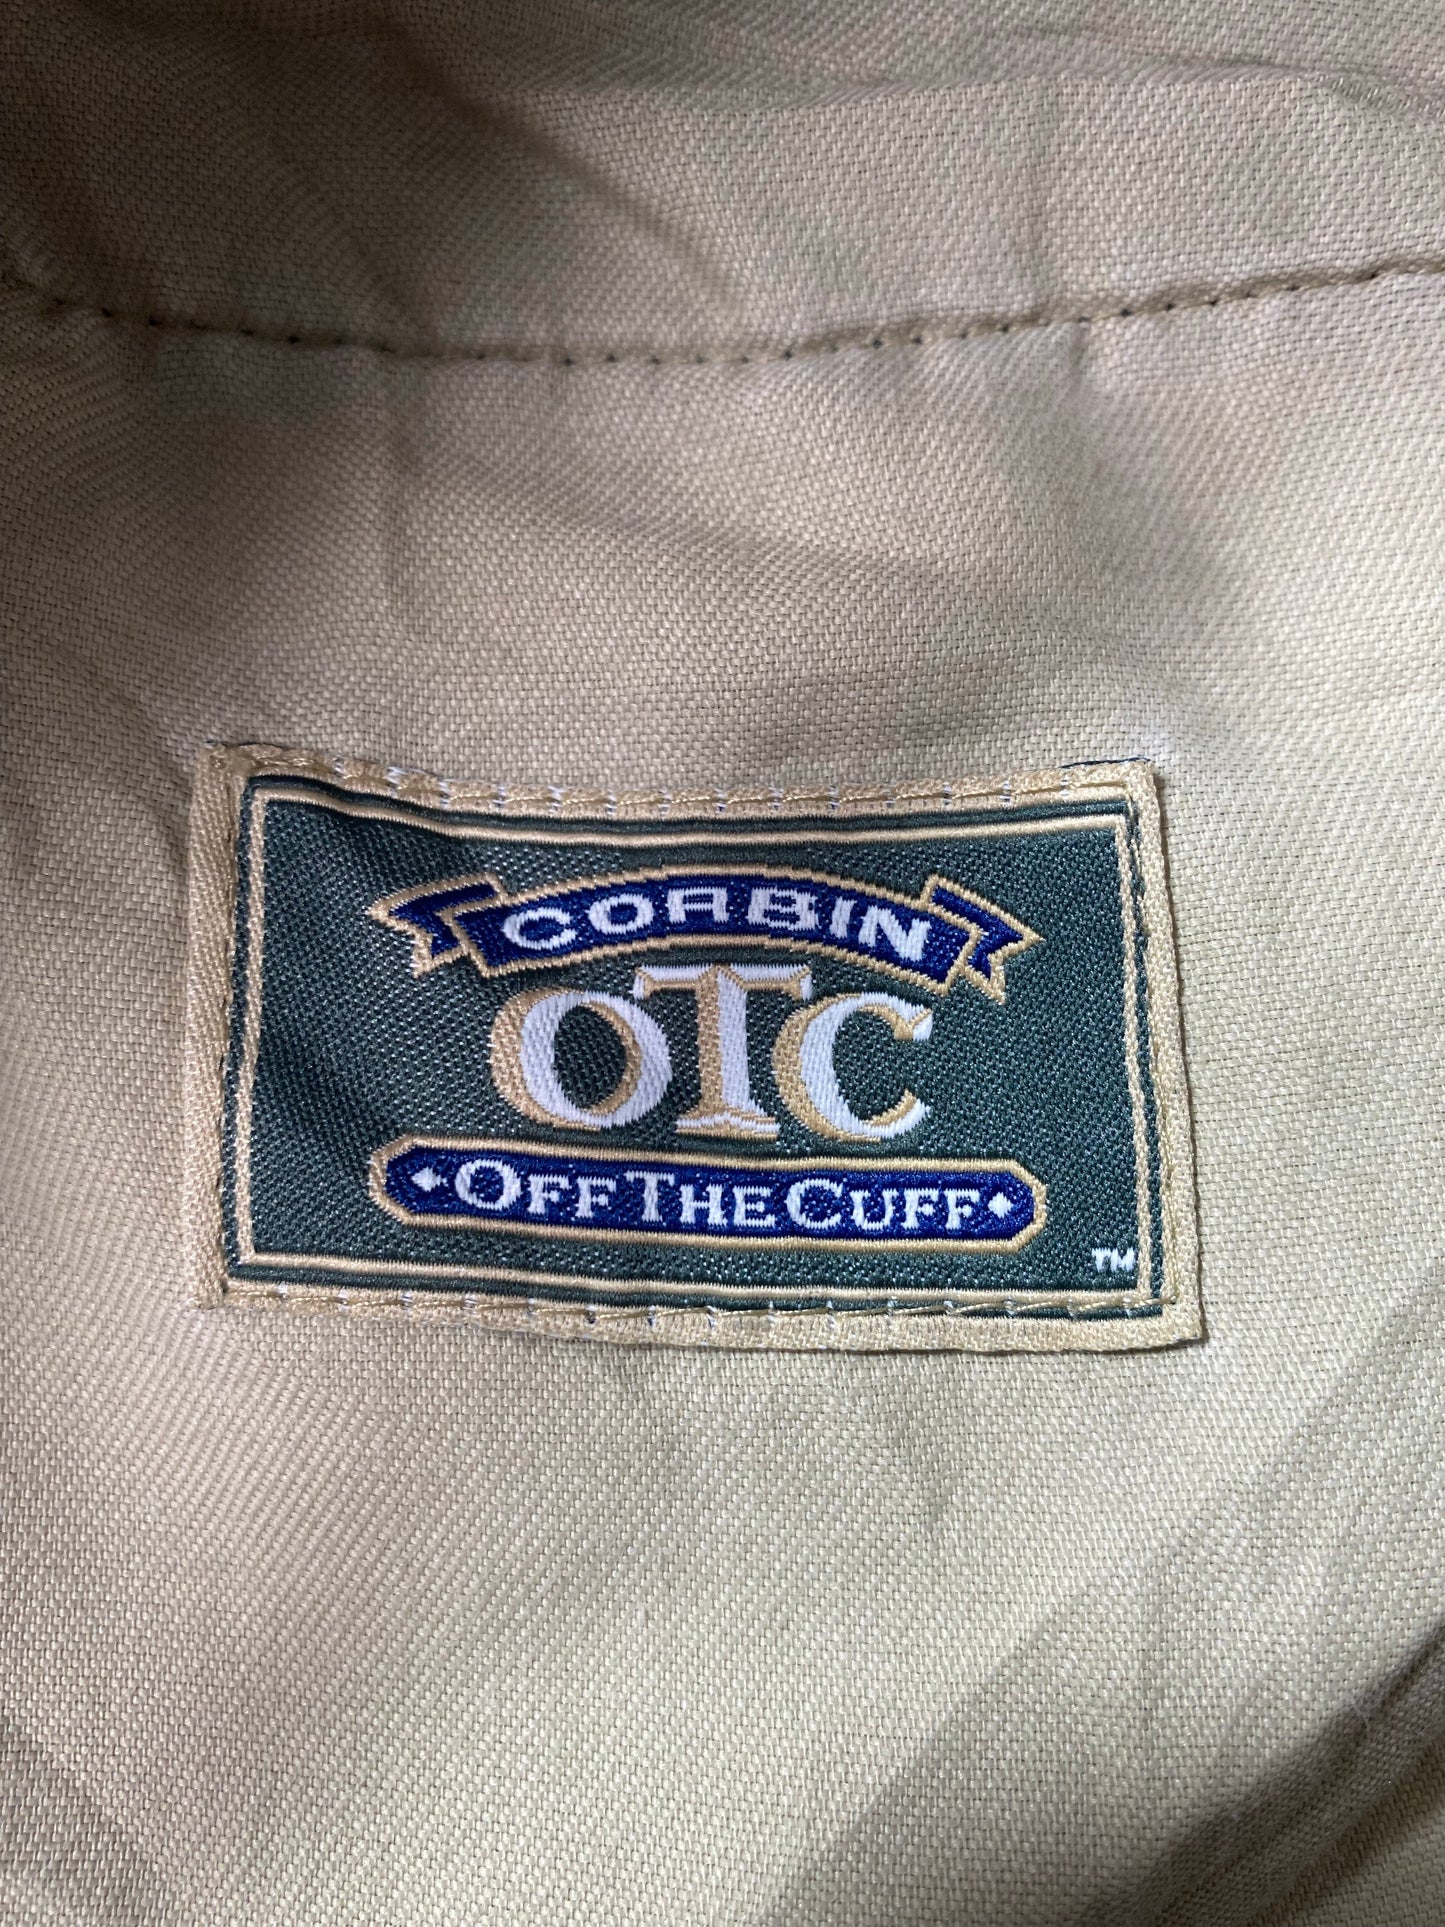 CORBIN
OTC
OFF THE CUFF
TM